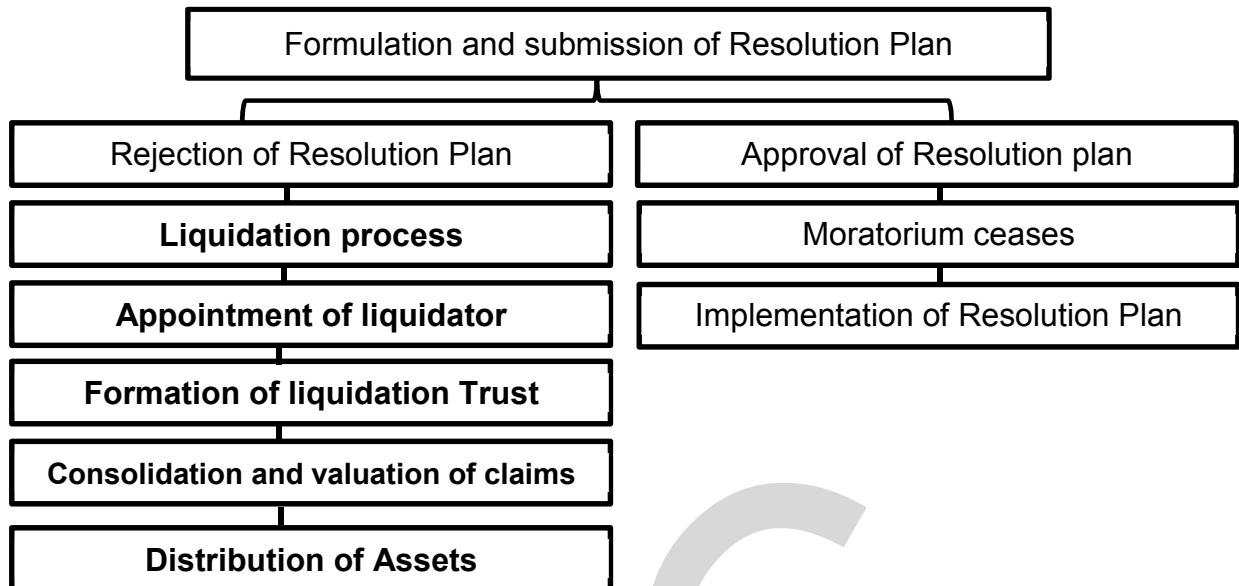 Formulation and submission of Resolution Plan
Rejection of Resolution Plan
Approval of Resolution plan
Liquidation process
Moratorium ceases
Appointment of liquidator
Implementation of Resolution Plan
Formation of liquidation Trust
Consolidation and valuation of claims
Distribution of Assets